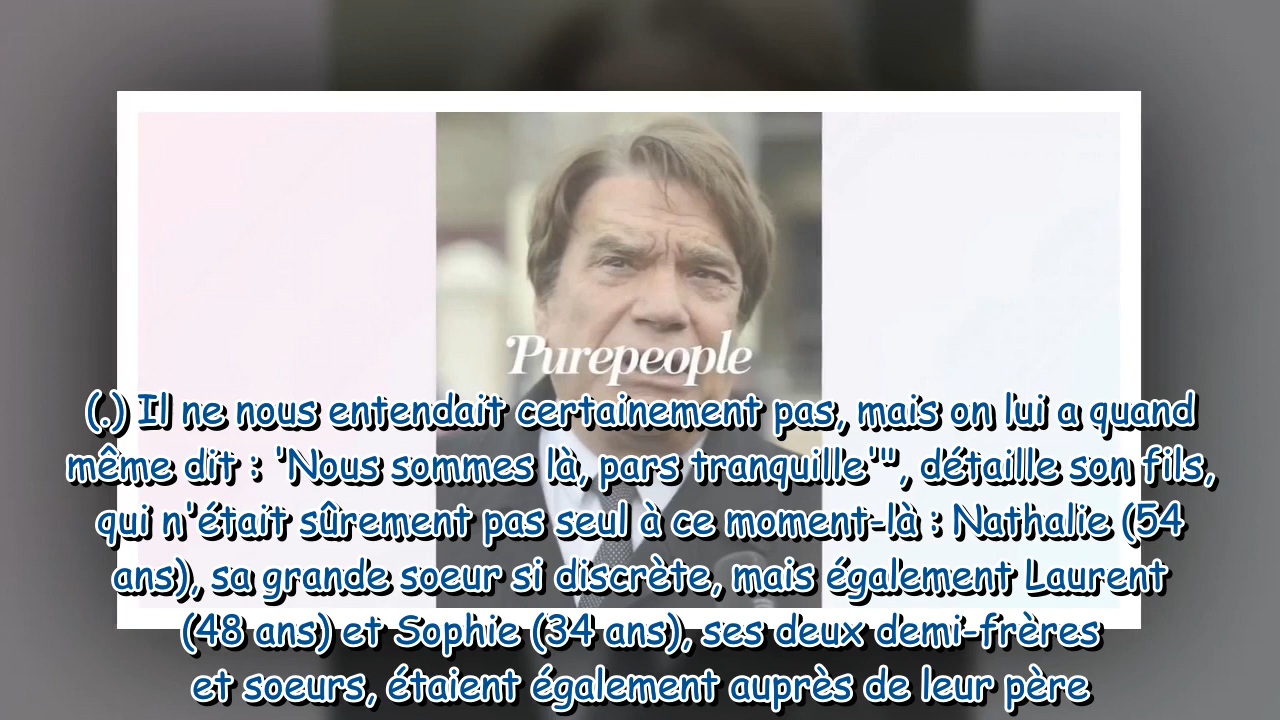 Purepeople
(.) Il ne nous entendait certainement pas, mais on lui a quand
même dit : 'Nous sommes là, pars tranquille'", détaille son fils,
qui n'était sûrement pas seul à ce moment-là : Nathalie (54
ans), sa grande soeur si discrète, mais également Laurent
(48 ans) et Sophie (34 ans), ses deux demi-frères
et soeurs, étaient également auprès de leur père